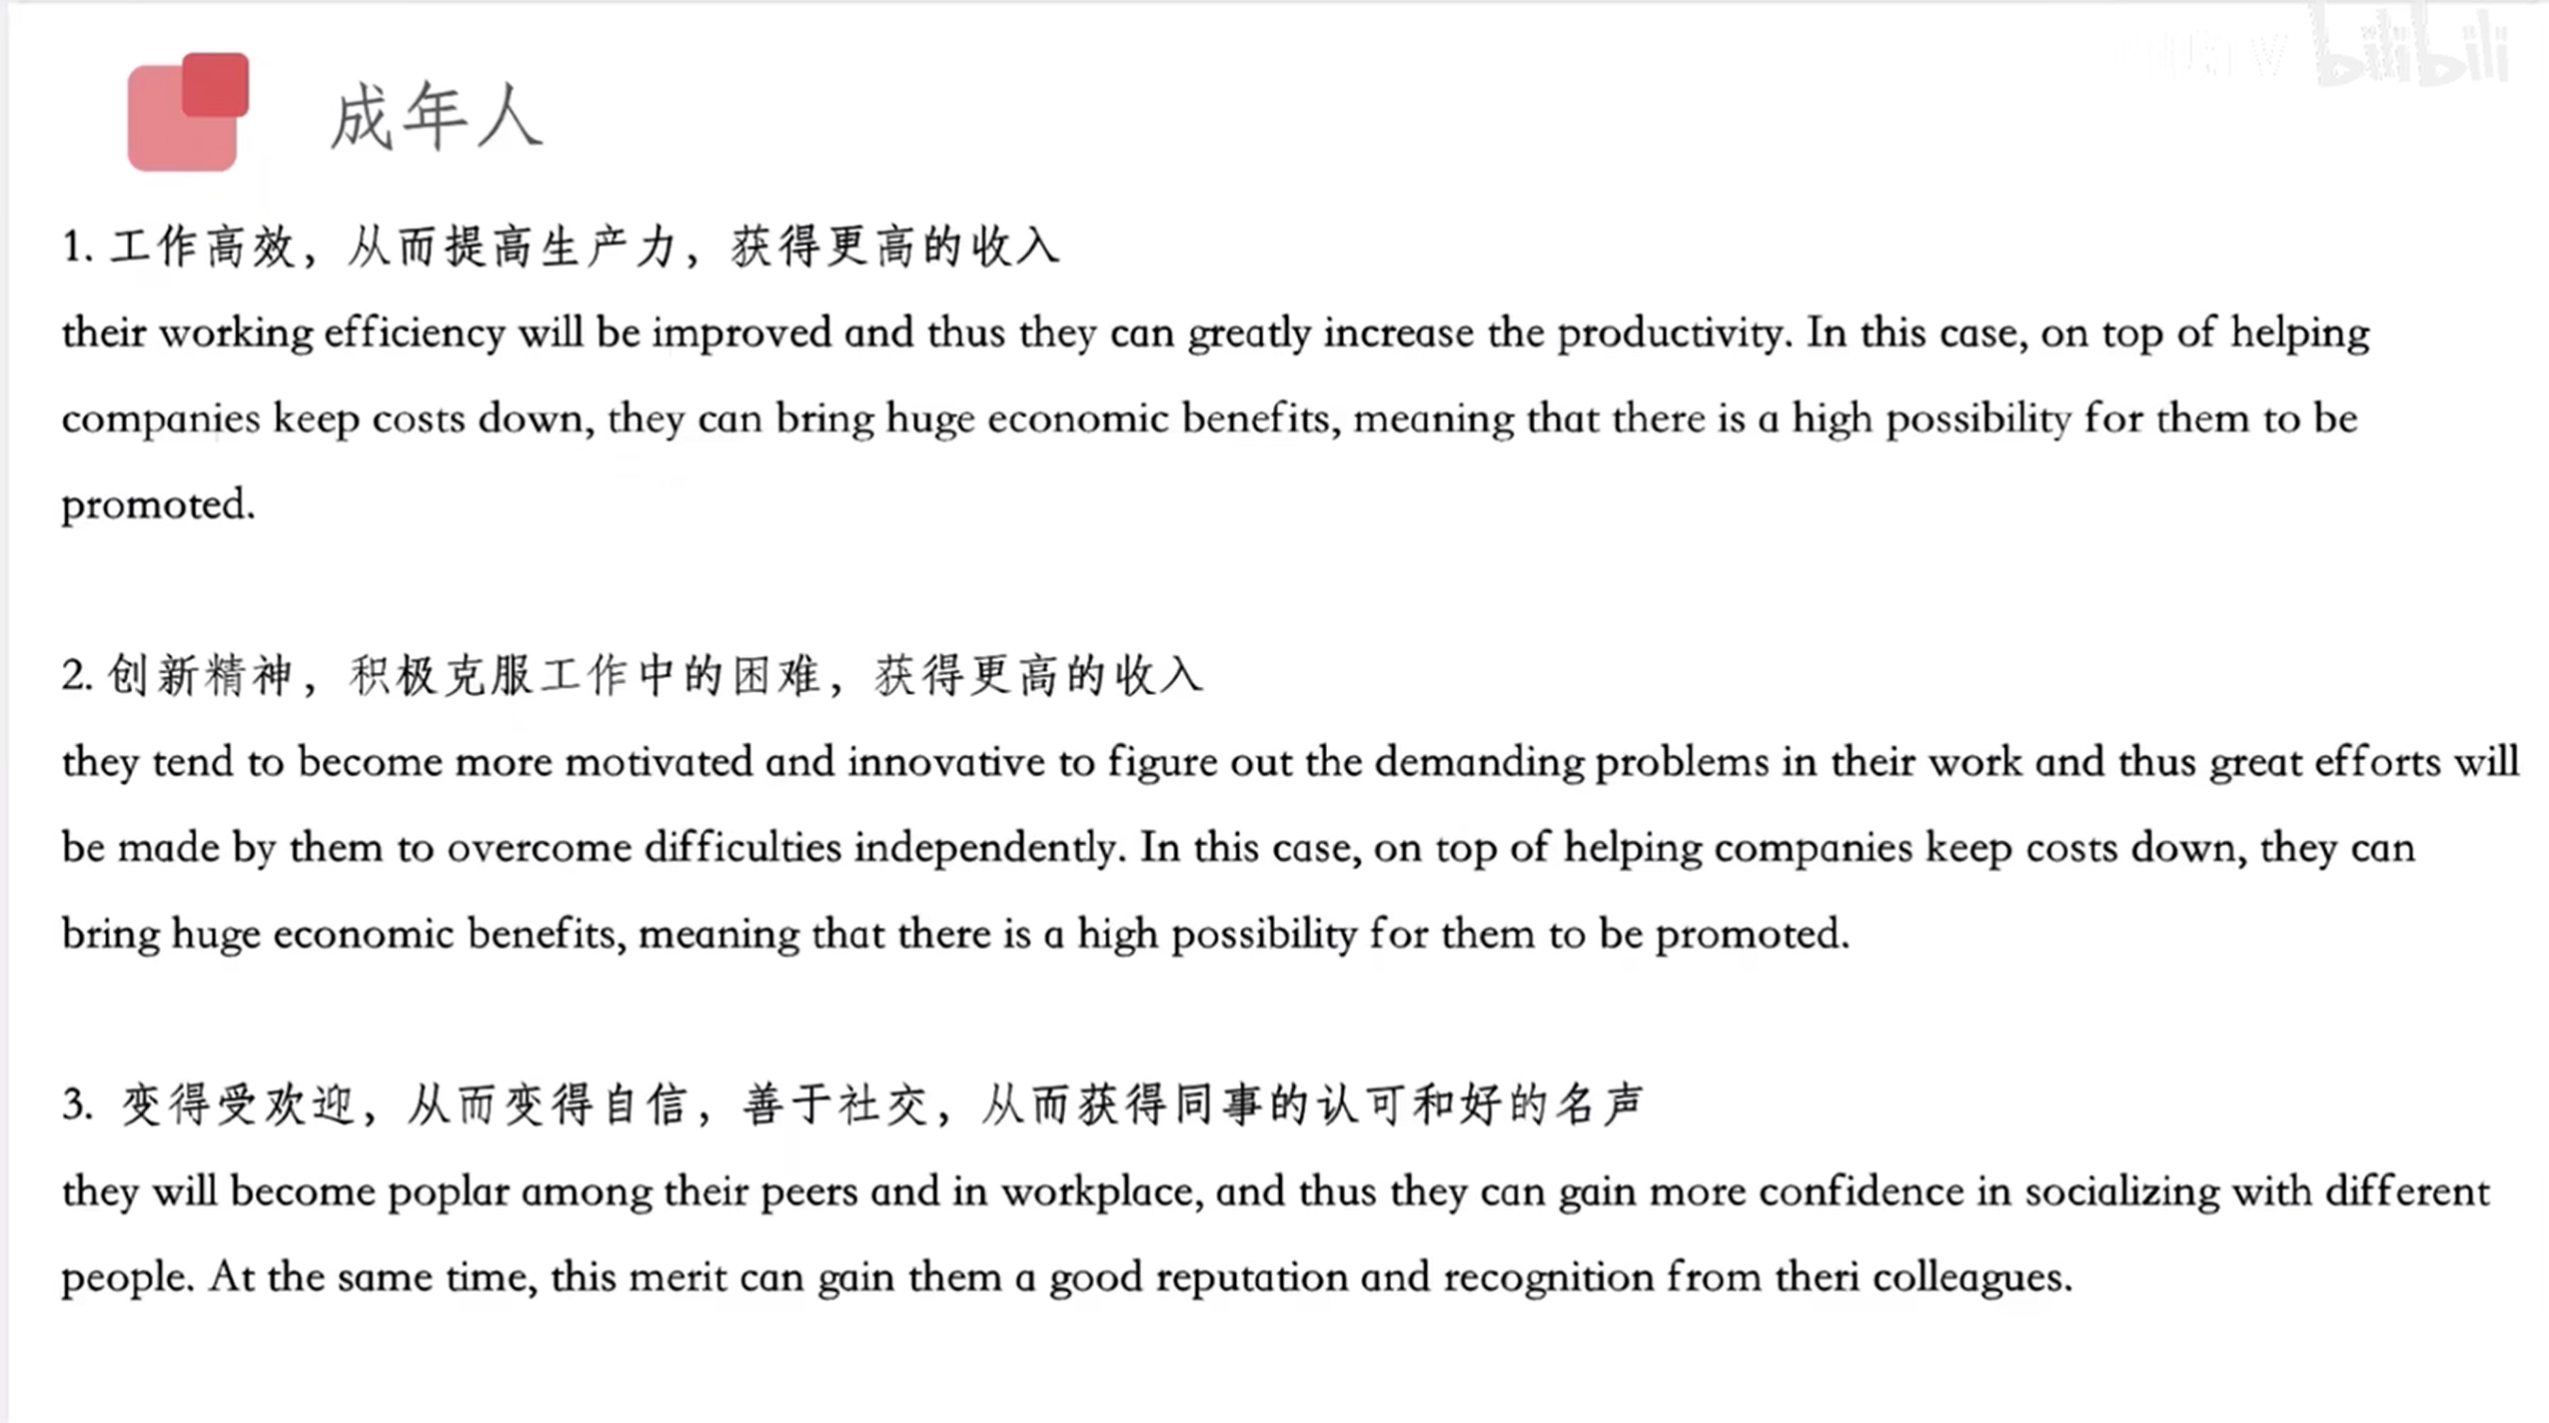 bilibili
成年人
1. 工作高效，从而提高生产力，获得更高的收入
their working efficiency will be improved and thus they can greatly increase the productivity. In this case, on top of helping
companies keep costs down, they can bring huge economic benefits, meaning that there is a high possibility for them to be
promoted.
2. 创新精神，积极克服工作中的困难，获得更高的收入
they tend to become more motivated and innovative to figure out the demanding problems in their work and thus great efforts will
be made by them to overcome difficulties independently. In this case, on top of helping companies keep costs down, they can
bring huge economic benefits, meaning that there is a high possibility for them to be promoted.
3. 变得受欢迎，从而变得自信，善于社交，从而获得同事的认可和好的名声
they will become poplar among their peers and in workplace, and thus they can gain more confidence in socializing with different
people. At the same time, this merit can gain them a good reputation and recognition from theri colleagues.